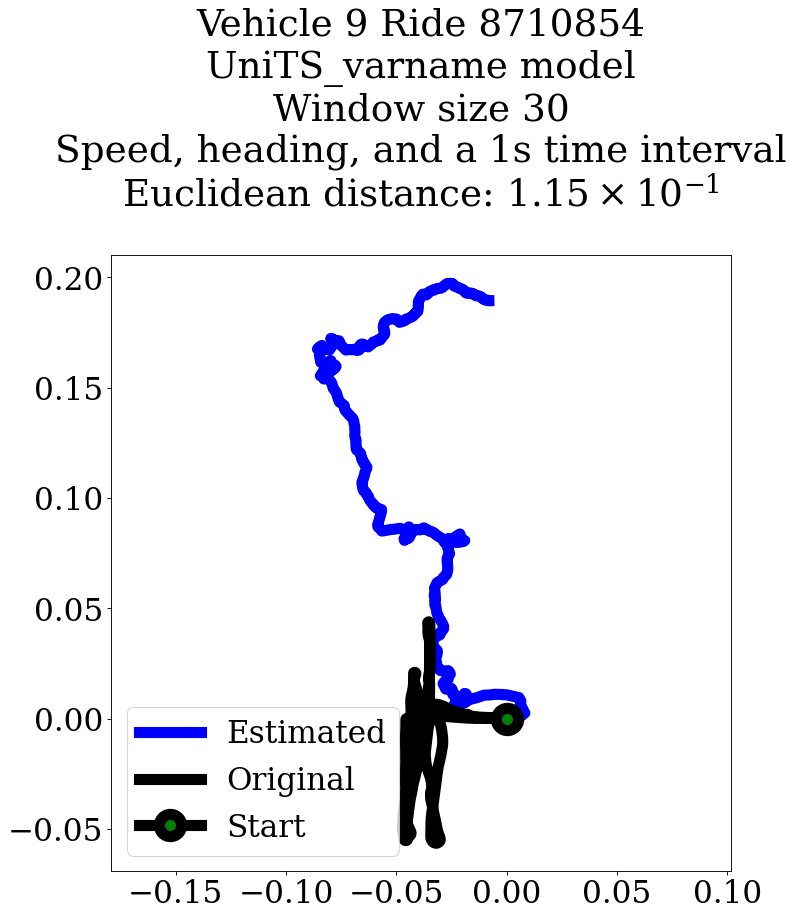 Vehicle 9 Ride 8710854
UniTS_varname model
Window size 30
Speed, heading, and a 1s time interval
Euclidean distance: 1.15 × 10⁻¹
0.20
0.15
0.10
0.05
0.00
−0.05
Estimated
Original
Start
−0.15 −0.10 −0.05 0.00 0.05 0.10